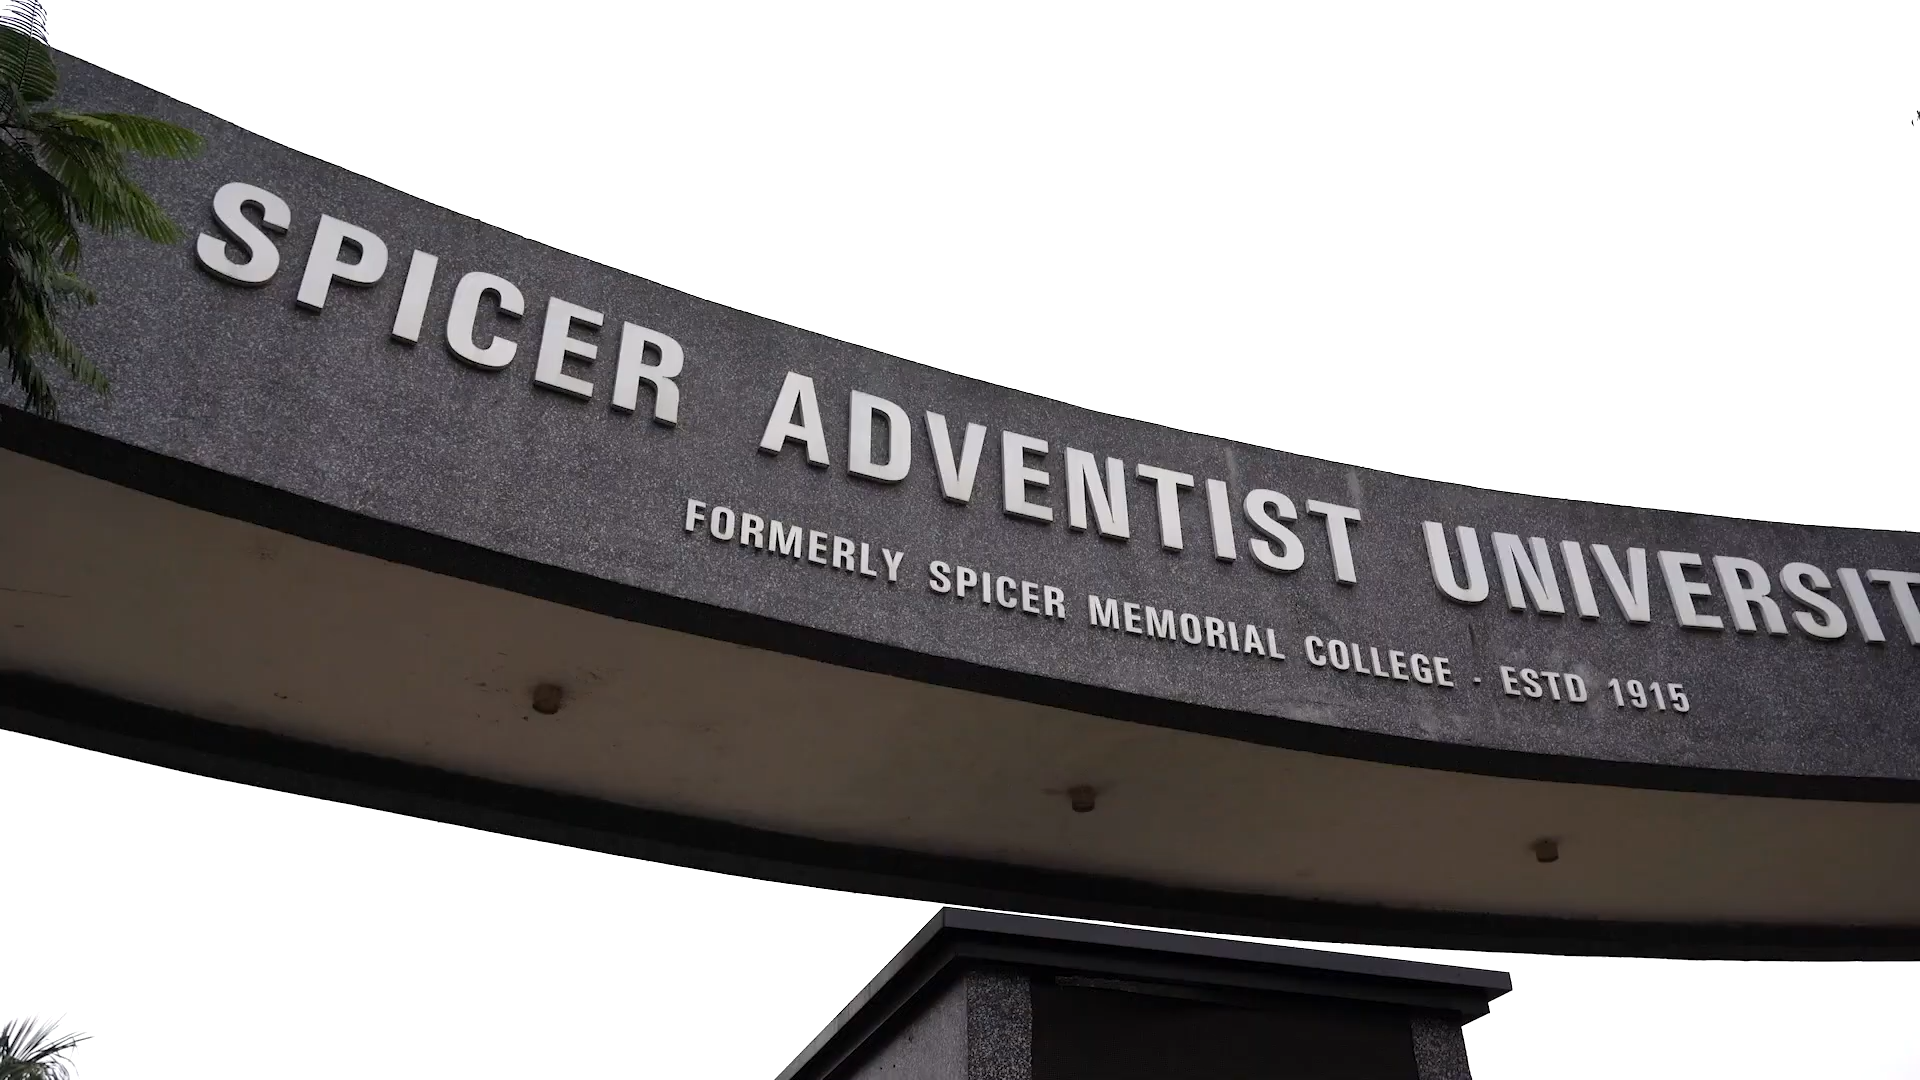 SPICER ADVENTIST UNIVERSIT
FORMERLY SPICER MEMORIAL COLLEGE - ESTD 1915